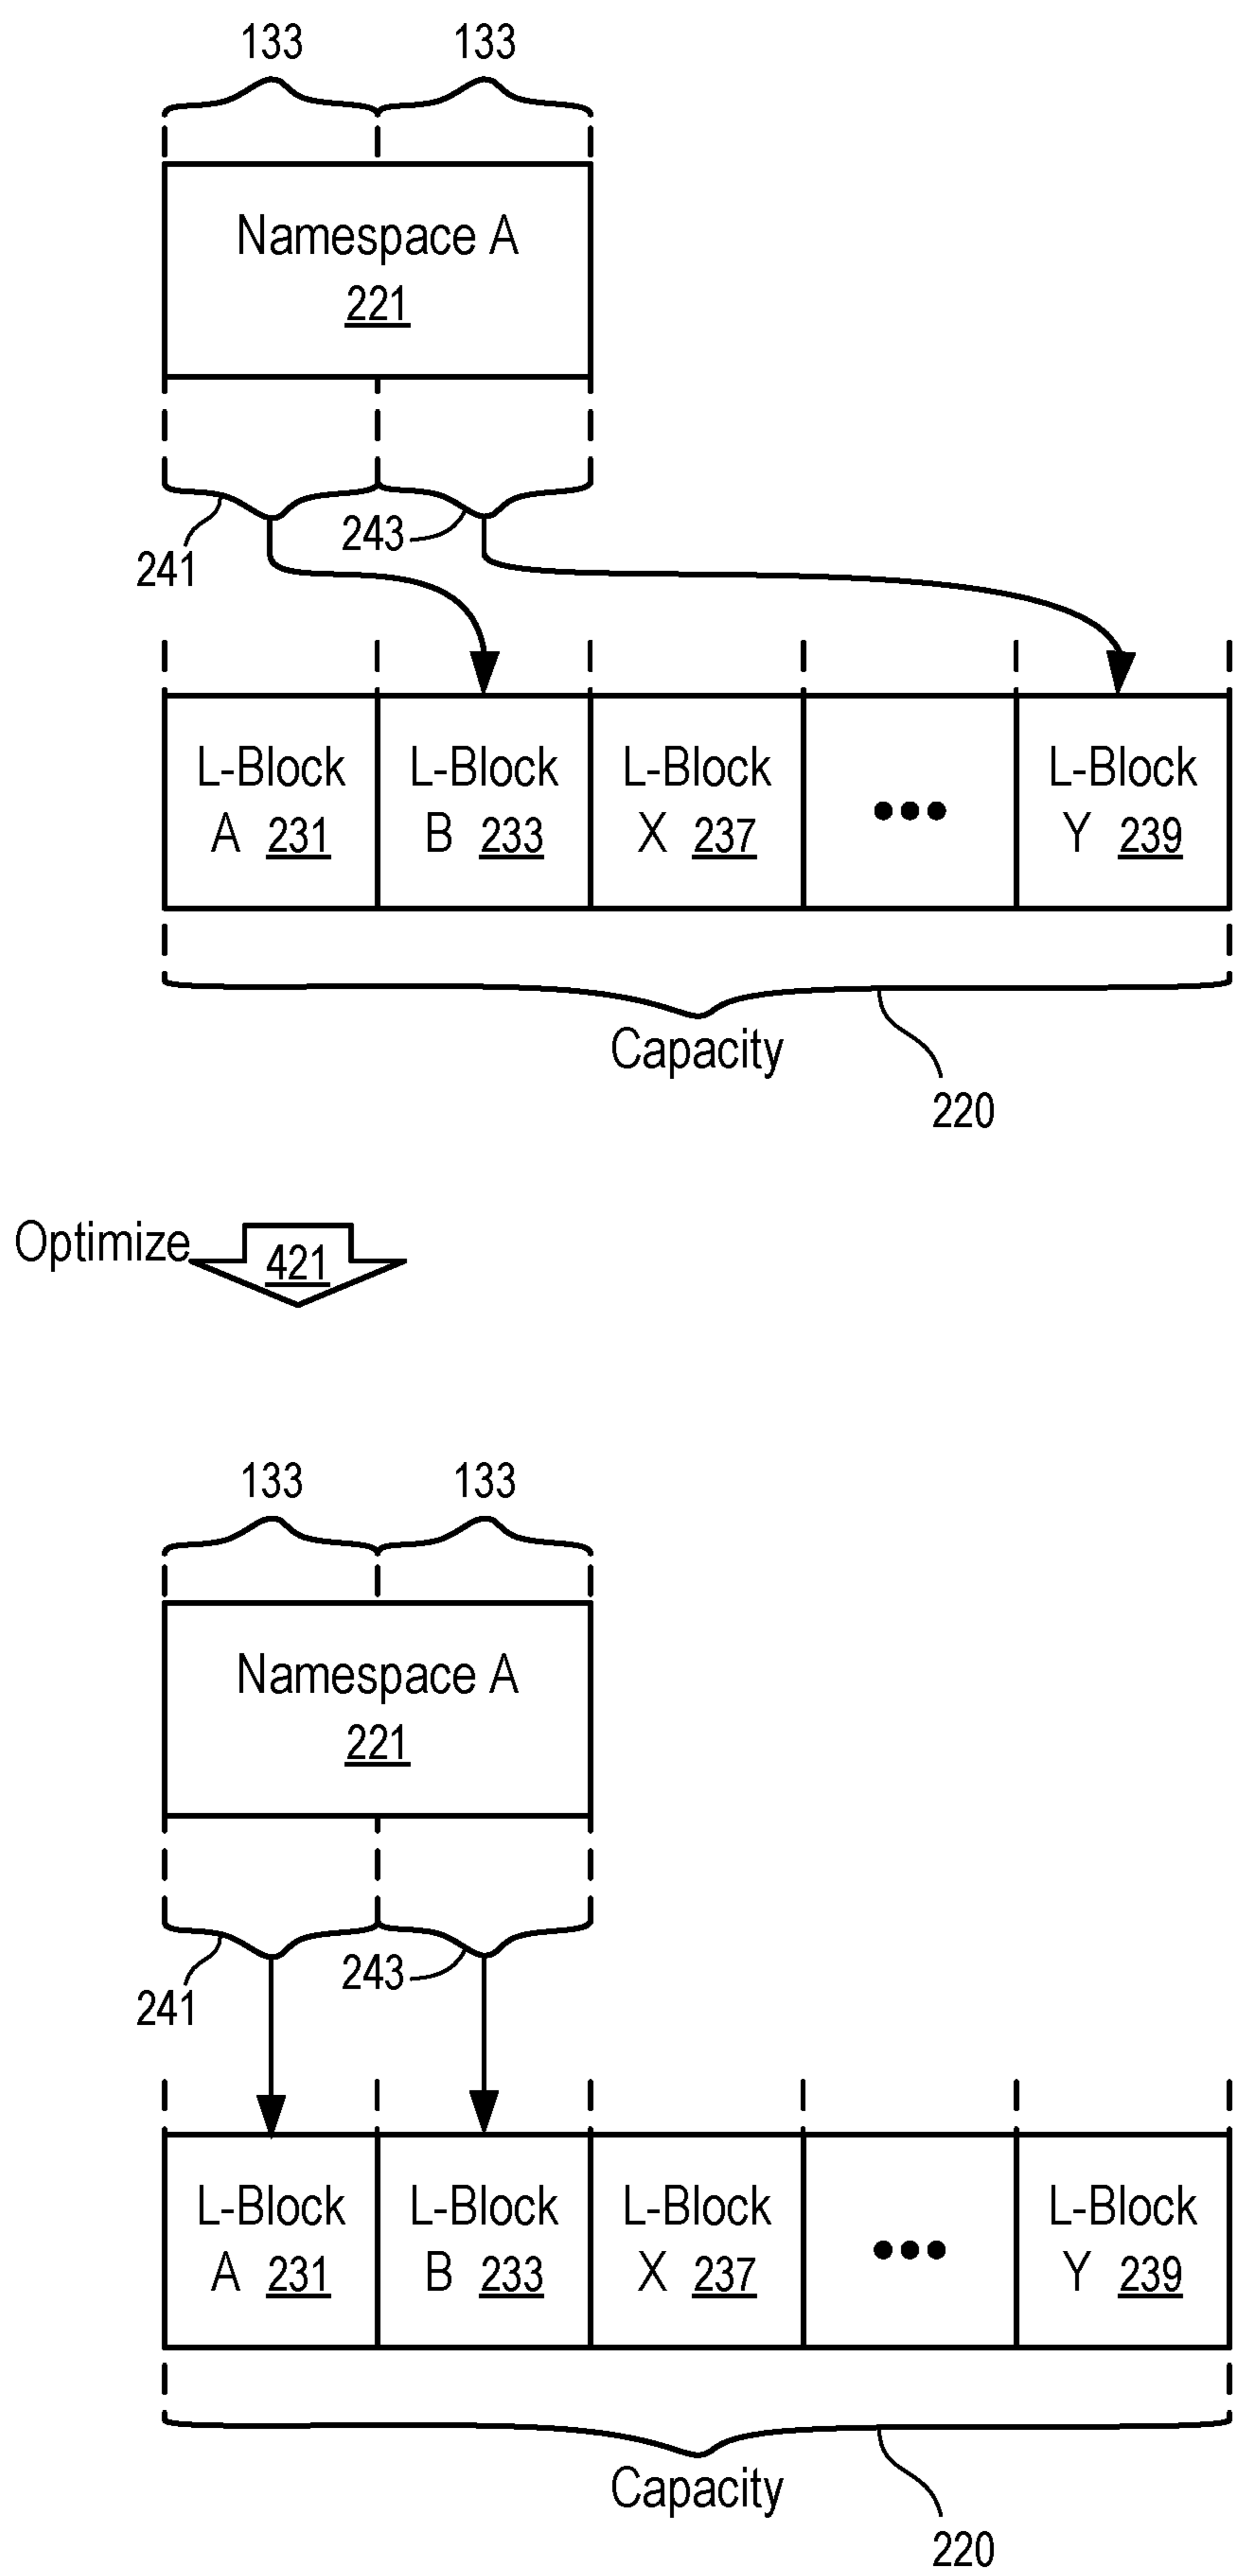 133 133
Namespace A
221
241 243
L-Block L-Block L-Block L-Block
A 231 B 233 X 237 ••• Y 239
Capacity
220
Optimize 421
133 133
Namespace A
221
241 243
L-Block L-Block L-Block L-Block
A 231 B 233 X 237 ••• Y 239
Capacity
220